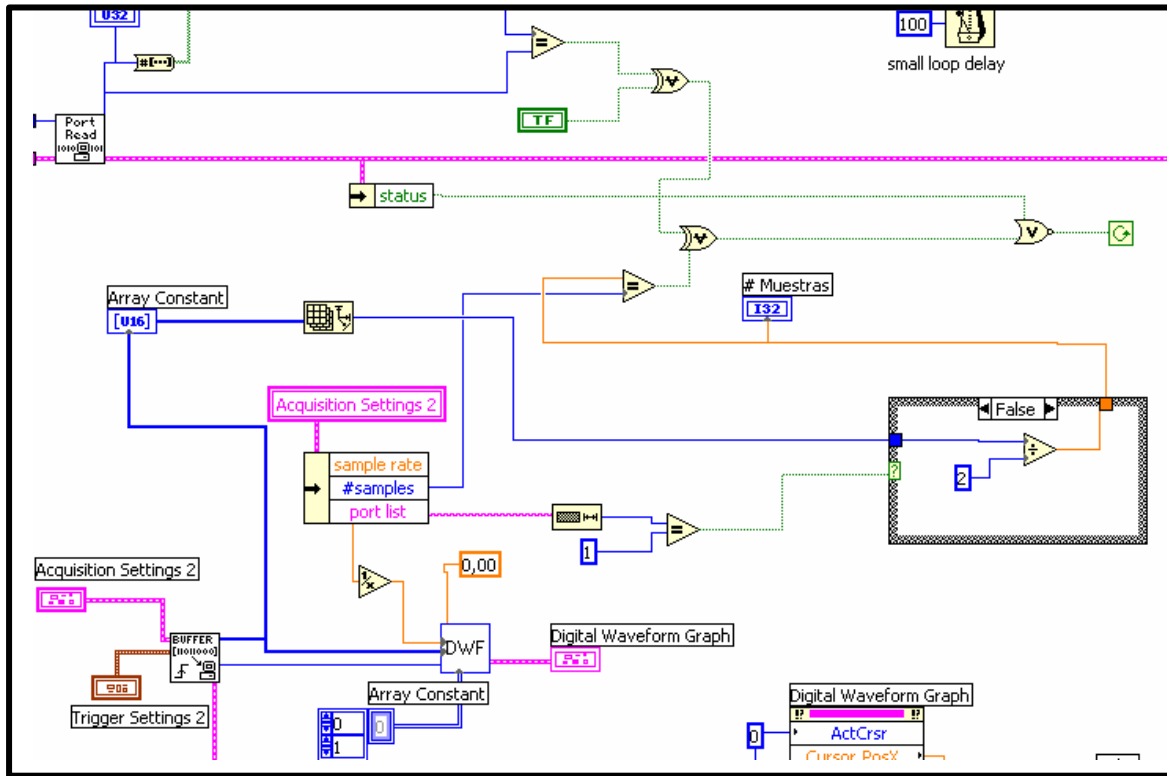 U32
100
small loop delay
#[...]
=
Port
Read
TF
status
Array Constant
[U16]
# Muestras
I32
=
Acquisition Settings 2
False
sample rate
#samples
port list
÷
2
=
1
Acquisition Settings 2
1/x
0,00
BUFFER
DWF
Digital Waveform Graph
Trigger Settings 2
Array Constant
0
0
1
Digital Waveform Graph
0
ActCrsr
Cursor PosX